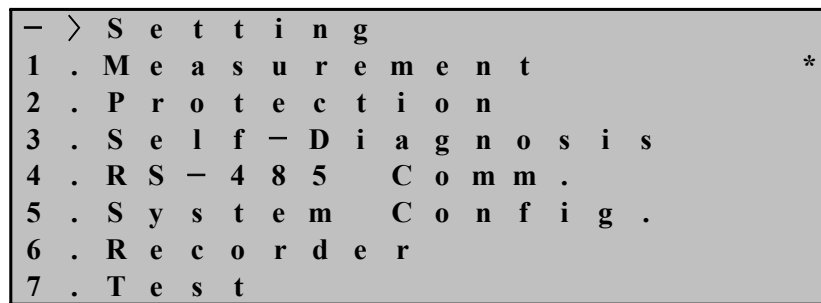 −〉Setting
1.Measurement *
2.Protection
3.Self−Diagnosis
4.RS−485 Comm.
5.System Config.
6.Recorder
7.Test